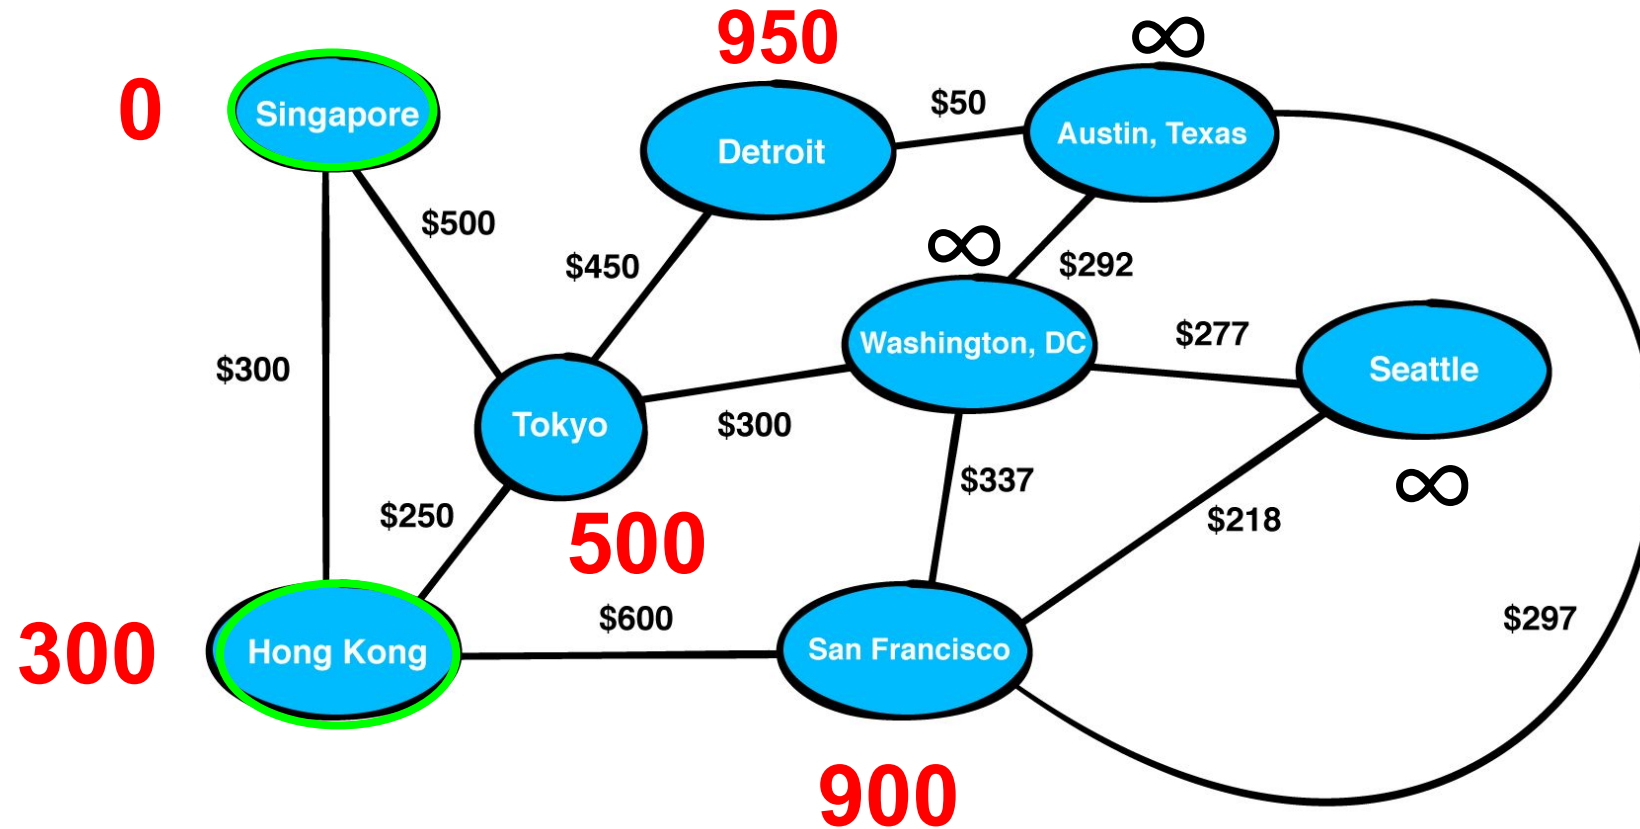 950
∞
0
Singapore
$50
Detroit
Austin, Texas
$500
$450
∞
$292
$300
Washington, DC
$277
Seattle
Tokyo
$300
$337
∞
$250
500
$218
300
Hong Kong
$600
San Francisco
$297
900